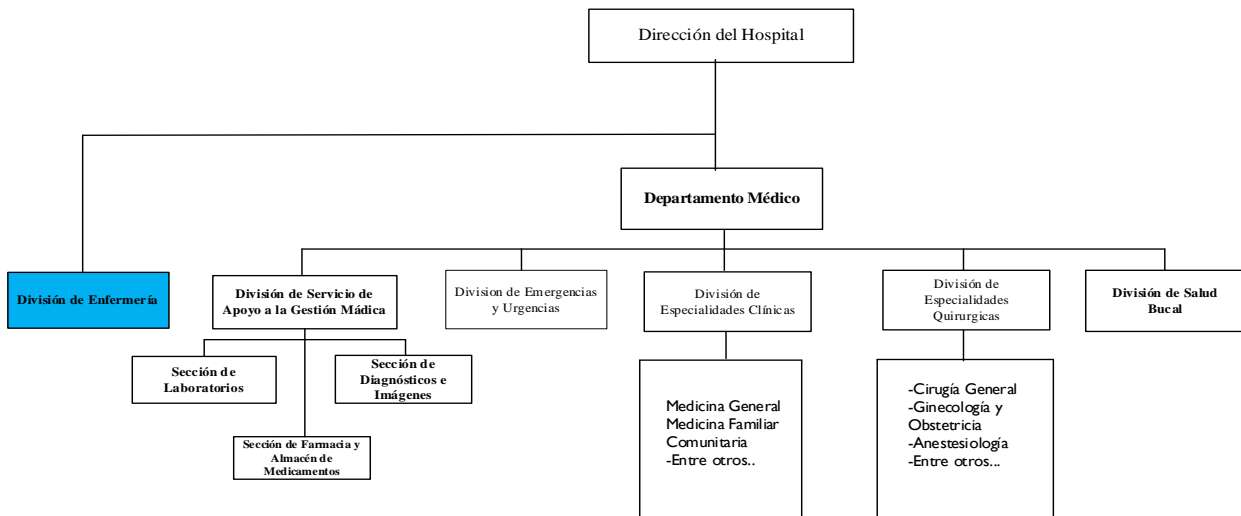 Dirección del Hospital
Departamento Médico
División de Enfermería
División de Servicio de
Apoyo a la Gestión Mádica
Division de Emergencias
y Urgencias
División de
Especialidades Clínicas
División de
Especialidades
Quirurgicas
División de Salud
Bucal
Sección de
Laboratorios
Sección de
Diagnósticos e
Imágenes
Sección de Farmacia y
Almacén de
Medicamentos
Medicina General
Medicina Familiar
Comunitaria
-Entre otros..
-Cirugía General
-Ginecología y
Obstetricia
-Anestesiología
-Entre otros...